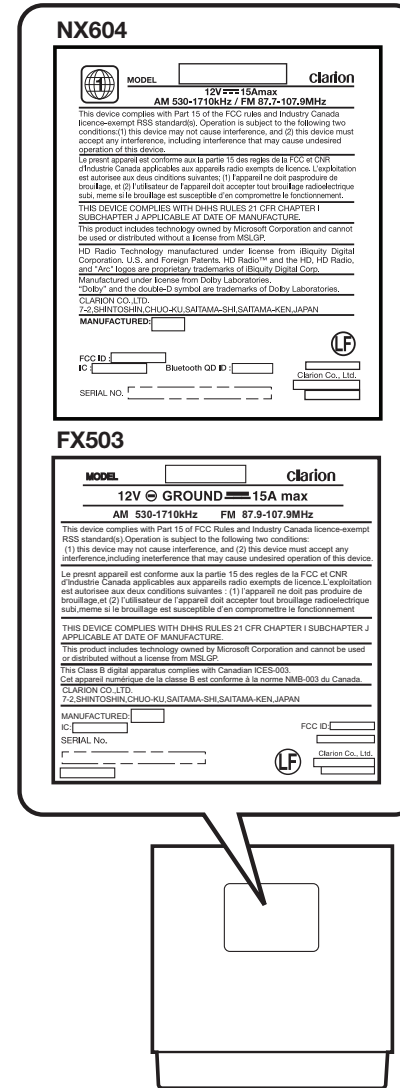 NX604
1
MODEL
clarion
12V 15Amax
AM 530-1710kHz / FM 87.7-107.9MHz
This device complies with Part 15 of the FCC rules and Industry Canada
licence-exempt RSS standard(s). Operation is subject to the following two
conditions:(1) this device may not cause interference, and (2) this device must
accept any interference, including interference that may cause undesired
operation of this device.
Le presnt appareil est conforme aux la partie 15 des regles de la FCC et CNR
d'Industrie Canada applicables aux appareils radio exempts de licence. L'exploitation
est autorisee aux deux cinditions suivantes; (1) l'appareil ne doit pasproduire de
brouillage, et (2) l'utilisateur de l'appareil doit accepter tout brouillage radioelectrique
subi, meme si le brouillage est susceptible d'en compromettre le fonctionnement.
THIS DEVICE COMPLIES WITH DHHS RULES 21 CFR CHAPTER I
SUBCHAPTER J APPLICABLE AT DATE OF MANUFACTURE.
This product includes technology owned by Microsoft Corporation and cannot
be used or distributed without a license from MSLGP.
HD Radio Technology manufactured under license from iBiquity Digital
Corporation. U.S. and Foreign Patents. HD Radio™ and the HD, HD Radio,
and "Arc" logos are proprietary trademarks of iBiquity Digital Corp.
Manufactured under license from Dolby Laboratories.
"Dolby" and the double-D symbol are trademarks of Dolby Laboratories.
CLARION CO.,LTD.
7-2,SHINTOSHIN,CHUO-KU,SAITAMA-SHI,SAITAMA-KEN,JAPAN
MANUFACTURED:
LF
FCC ID :
IC :
Bluetooth QD ID :
Clarion Co., Ltd.
SERIAL NO.
FX503
MODEL
clarion
12V ⊖ GROUND 15A max
AM 530-1710kHz FM 87.9-107.9MHz
This device complies with Part 15 of FCC Rules and Industry Canada licence-exempt
RSS standard(s).Operation is subject to the following two conditions:
(1) this device may not cause interference, and (2) this device must accept any
interference,including ineterference that may cause undesired operation of this device.
Le presnt appareil est conforme aux la partie 15 des regles de la FCC et CNR
d'Industrie Canada applicables aux appareils radio exempts de licence.L'exploitation
est autorisee aux deux cinditions suivantes : (1) l'appareil ne doit pas produire de
brouillage,et (2) l'utilisateur de l'appareil doit accepter tout brouillage radioelectrique
subi,meme si le brouillage est susceptible d'en compromettre le fonctionnement
THIS DEVICE COMPLIES WITH DHHS RULES 21 CFR CHAPTER I SUBCHAPTER J
APPLICABLE AT DATE OF MANUFACTURE.
This product includes technology owned by Microsoft Corporation and cannot be used
or distributed without a license from MSLGP.
This Class B digital apparatus complies with Canadian ICES-003.
Cet appareil numérique de la classe B est conforme à la norme NMB-003 du Canada.
CLARION CO.,LTD.
7-2,SHINTOSHIN,CHUO-KU,SAITAMA-SHI,SAITAMA-KEN,JAPAN
MANUFACTURED:
IC:
FCC ID:
SERIAL No.
LF
Clarion Co., Ltd.